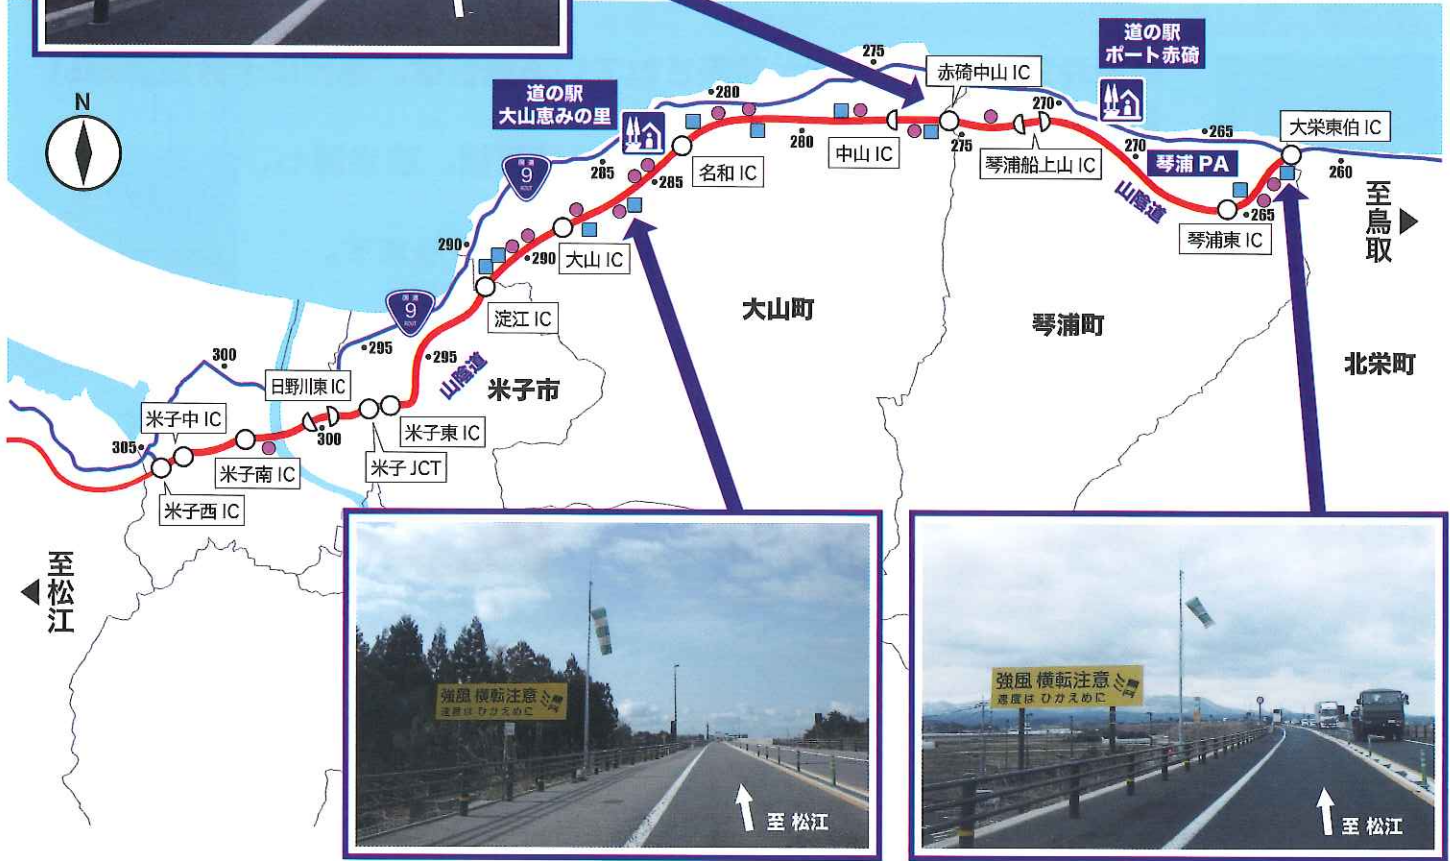 道の駅
ポート赤碕
275
赤碕中山 IC
N
道の駅
大山恵みの里
280
270
265
大栄東伯 IC
国道
9
ROUTE
285
285
名和 IC
280
中山 IC
275
琴浦船上山 IC
270
琴浦 PA
山陰道
265
琴浦東 IC
260
至鳥取
290
290
大山 IC
淀江 IC
国道
9
ROUTE
295
295
山陰道
大山町
琴浦町
北栄町
米子市
300
日野川東 IC
300
米子東 IC
米子 JCT
米子中 IC
305
米子南 IC
米子西 IC
至松江
強風 横転注意
速度は ひかえめに
至 松江
強風 横転注意
速度は ひかえめに
至 松江